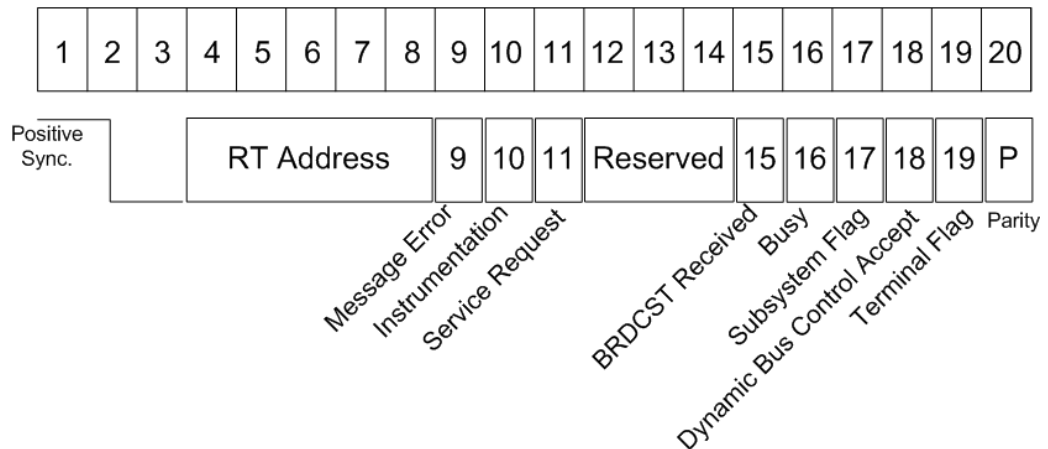 1 2 3 4 5 6 7 8 9 10 11 12 13 14 15 16 17 18 19 20
Positive
Sync.
RT Address 9 10 11 Reserved 15 16 17 18 19 P
Message Error
Instrumentation
Service Request
BRDCST Received
Busy
Subsystem Flag
Dynamic Bus Control Accept
Terminal Flag
Parity